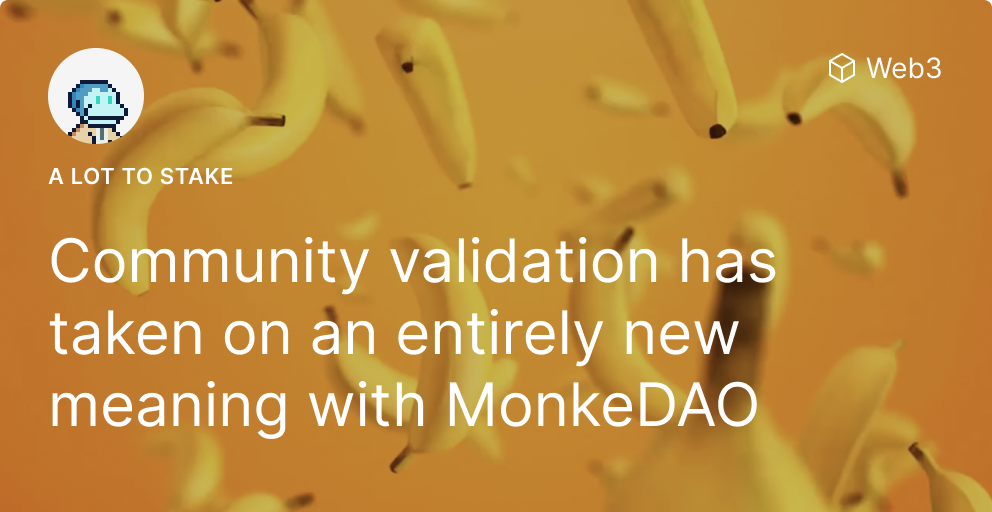 Web3
A LOT TO STAKE
Community validation has
taken on an entirely new
meaning with MonkeDAO